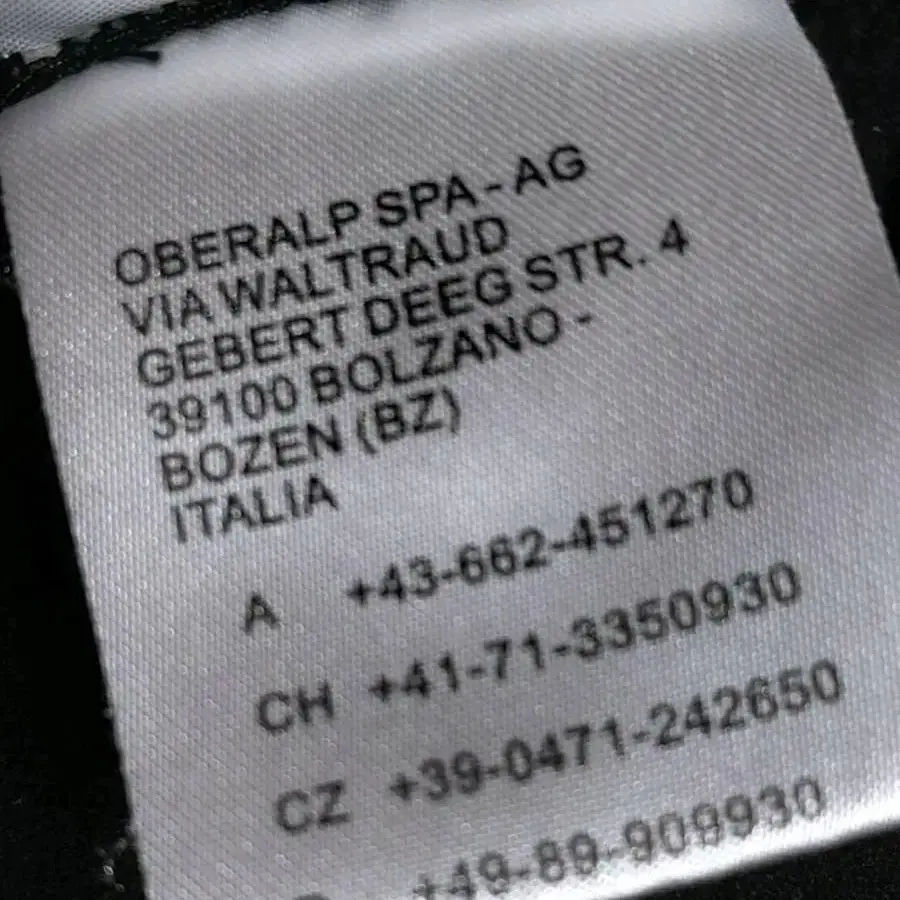 OBERALP SPA - AG
VIA WALTRAUD
GEBERT DEEG STR. 4
39100 BOLZANO -
BOZEN (BZ)
ITALIA
A +43-662-451270
CH +41-71-3350930
CZ +39-0471-242650
+49-89-909930